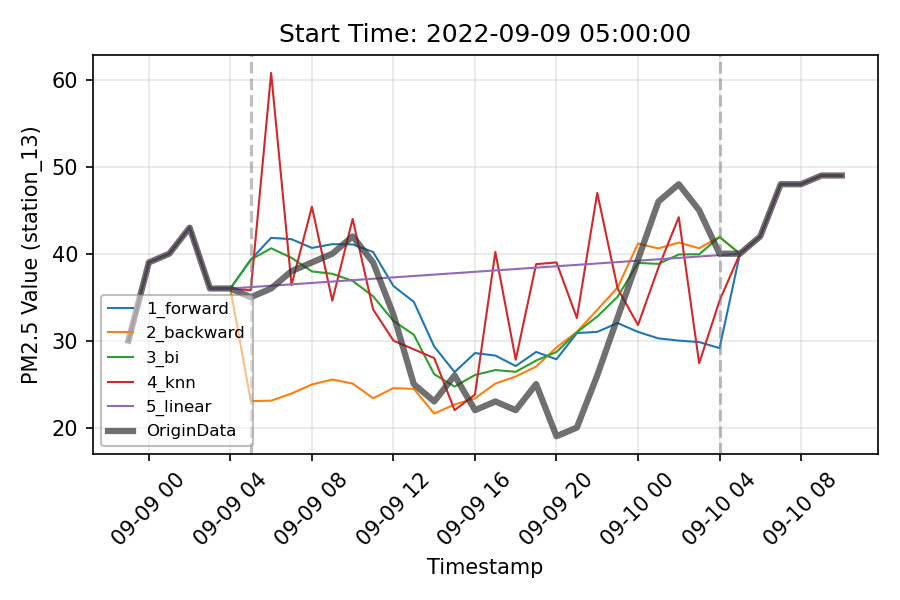 Start Time: 2022-09-09 05:00:00
PM2.5 Value (station_13)
60
50
40
30
20
1_forward
2_backward
3_bi
4_knn
5_linear
OriginData
09-09 00
09-09 04
09-09 08
09-09 12
09-09 16
09-09 20
09-10 00
09-10 04
09-10 08
Timestamp